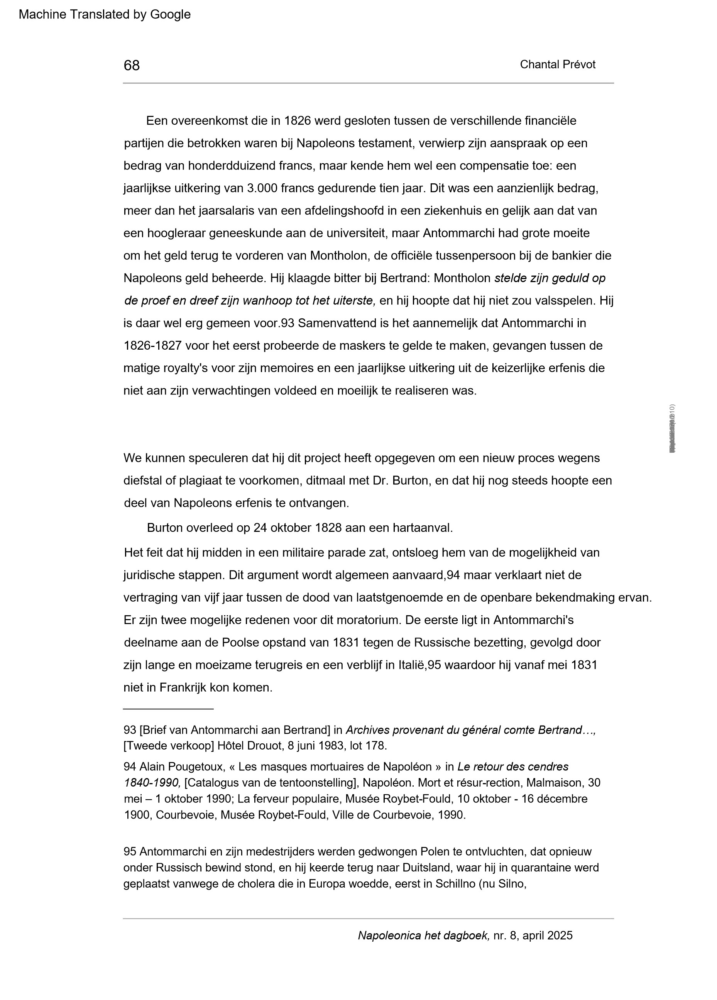 Machine Translated by Google
68
Chantal Prévot
Een overeenkomst die in 1826 werd gesloten tussen de verschillende financiële
partijen die betrokken waren bij Napoleons testament, verwierp zijn aanspraak op een
bedrag van honderdduizend francs, maar kende hem wel een compensatie toe: een
jaarlijkse uitkering van 3.000 francs gedurende tien jaar. Dit was een aanzienlijk bedrag,
meer dan het jaarsalaris van een afdelingshoofd in een ziekenhuis en gelijk aan dat van
een hoogleraar geneeskunde aan de universiteit, maar Antommarchi had grote moeite
om het geld terug te vorderen van Montholon, de officiële tussenpersoon bij de bankier die
Napoleons geld beheerde. Hij klaagde bitter bij Bertrand: Montholon stelde zijn geduld op
de proef en dreef zijn wanhoop tot het uiterste, en hij hoopte dat hij niet zou valsspelen. Hij
is daar wel erg gemeen voor.93 Samenvattend is het aannemelijk dat Antommarchi in
1826-1827 voor het eerst probeerde de maskers te gelde te maken, gevangen tussen de
matige royalty's voor zijn memoires en een jaarlijkse uitkering uit de keizerlijke erfenis die
niet aan zijn verwachtingen voldeed en moeilijk te realiseren was.
We kunnen speculeren dat hij dit project heeft opgegeven om een nieuw proces wegens
diefstal of plagiaat te voorkomen, ditmaal met Dr. Burton, en dat hij nog steeds hoopte een
deel van Napoleons erfenis te ontvangen.
Burton overleed op 24 oktober 1828 aan een hartaanval.
Het feit dat hij midden in een militaire parade zat, ontsloeg hem van de mogelijkheid van
juridische stappen. Dit argument wordt algemeen aanvaard,94 maar verklaart niet de
vertraging van vijf jaar tussen de dood van laatstgenoemde en de openbare bekendmaking ervan.
Er zijn twee mogelijke redenen voor dit moratorium. De eerste ligt in Antommarchi's
deelname aan de Poolse opstand van 1831 tegen de Russische bezetting, gevolgd door
zijn lange en moeizame terugreis en een verblijf in Italië,95 waardoor hij vanaf mei 1831
niet in Frankrijk kon komen.
93 [Brief van Antommarchi aan Bertrand] in Archives provenant du général comte Bertrand…,
[Tweede verkoop] Hôtel Drouot, 8 juni 1983, lot 178.
94 Alain Pougetoux, « Les masques mortuaires de Napoléon » in Le retour des cendres
1840-1990, [Catalogus van de tentoonstelling], Napoléon. Mort et résur-rection, Malmaison, 30
mei – 1 oktober 1990; La ferveur populaire, Musée Roybet-Fould, 10 oktober - 16 décembre
1900, Courbevoie, Musée Roybet-Fould, Ville de Courbevoie, 1990.
95 Antommarchi en zijn medestrijders werden gedwongen Polen te ontvluchten, dat opnieuw
onder Russisch bewind stond, en hij keerde terug naar Duitsland, waar hij in quarantaine werd
geplaatst vanwege de cholera die in Europa woedde, eerst in Schillno (nu Silno,
Napoleonica het dagboek, nr. 8, april 2025